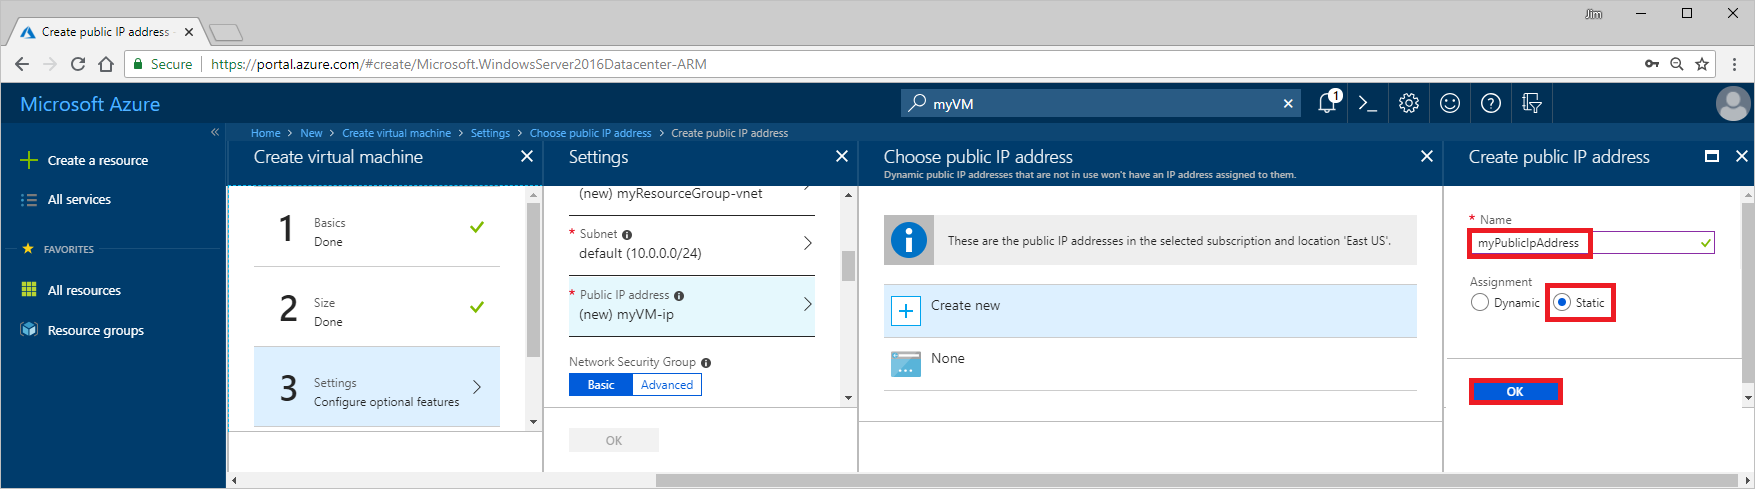 Jim
Create public IP address -
Secure
https://portal.azure.com/#create/Microsoft.WindowsServer2016Datacenter-ARM
Microsoft Azure
myVM
1
Home > New > Create virtual machine > Settings > Choose public IP address > Create public IP address
Create a resource
All services
FAVORITES
All resources
Resource groups
Create virtual machine
1
Basics
Done
2
Size
Done
3
Settings
Configure optional features
Settings
(new) myResourceGroup-vnet
* Subnet
default (10.0.0.0/24)
* Public IP address
(new) myVM-ip
Network Security Group
Basic
Advanced
OK
Choose public IP address
Dynamic public IP addresses that are not in use won't have an IP address assigned to them.
These are the public IP addresses in the selected subscription and location 'East US'.
Create new
None
Create public IP address
* Name
myPublicIpAddress
Assignment
Dynamic
Static
OK